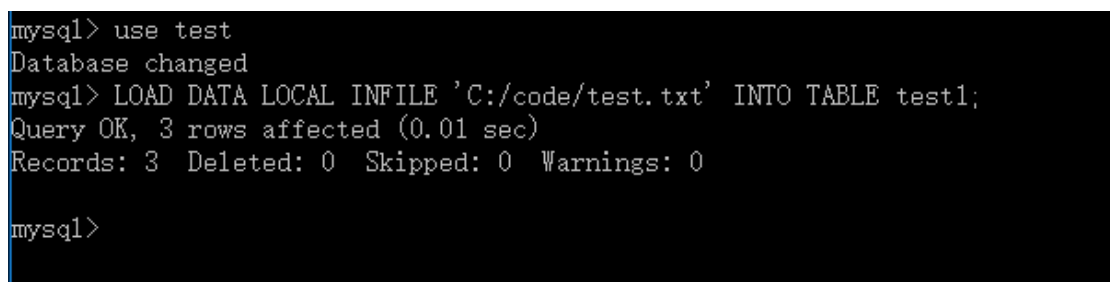 mysql> use test
Database changed
mysql> LOAD DATA LOCAL INFILE 'C:/code/test.txt' INTO TABLE test1;
Query OK, 3 rows affected (0.01 sec)
Records: 3  Deleted: 0  Skipped: 0  Warnings: 0
mysql>